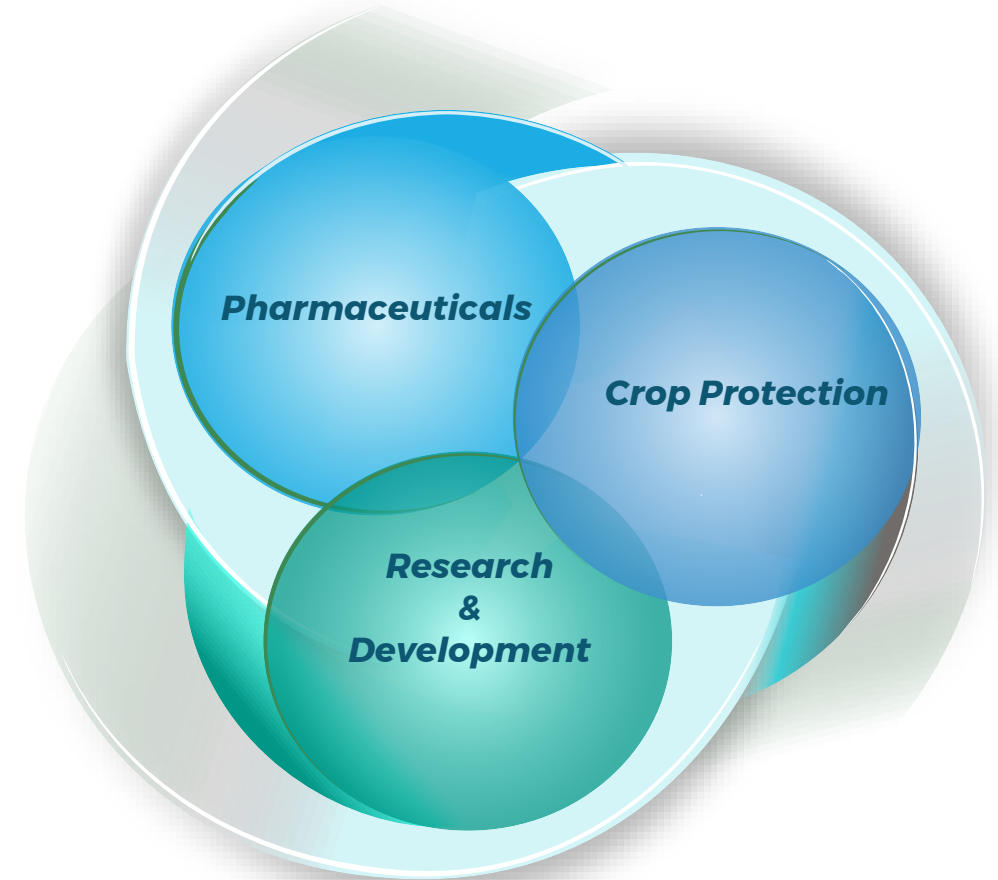 Pharmaceuticals
Crop Protection
Research
&
Development